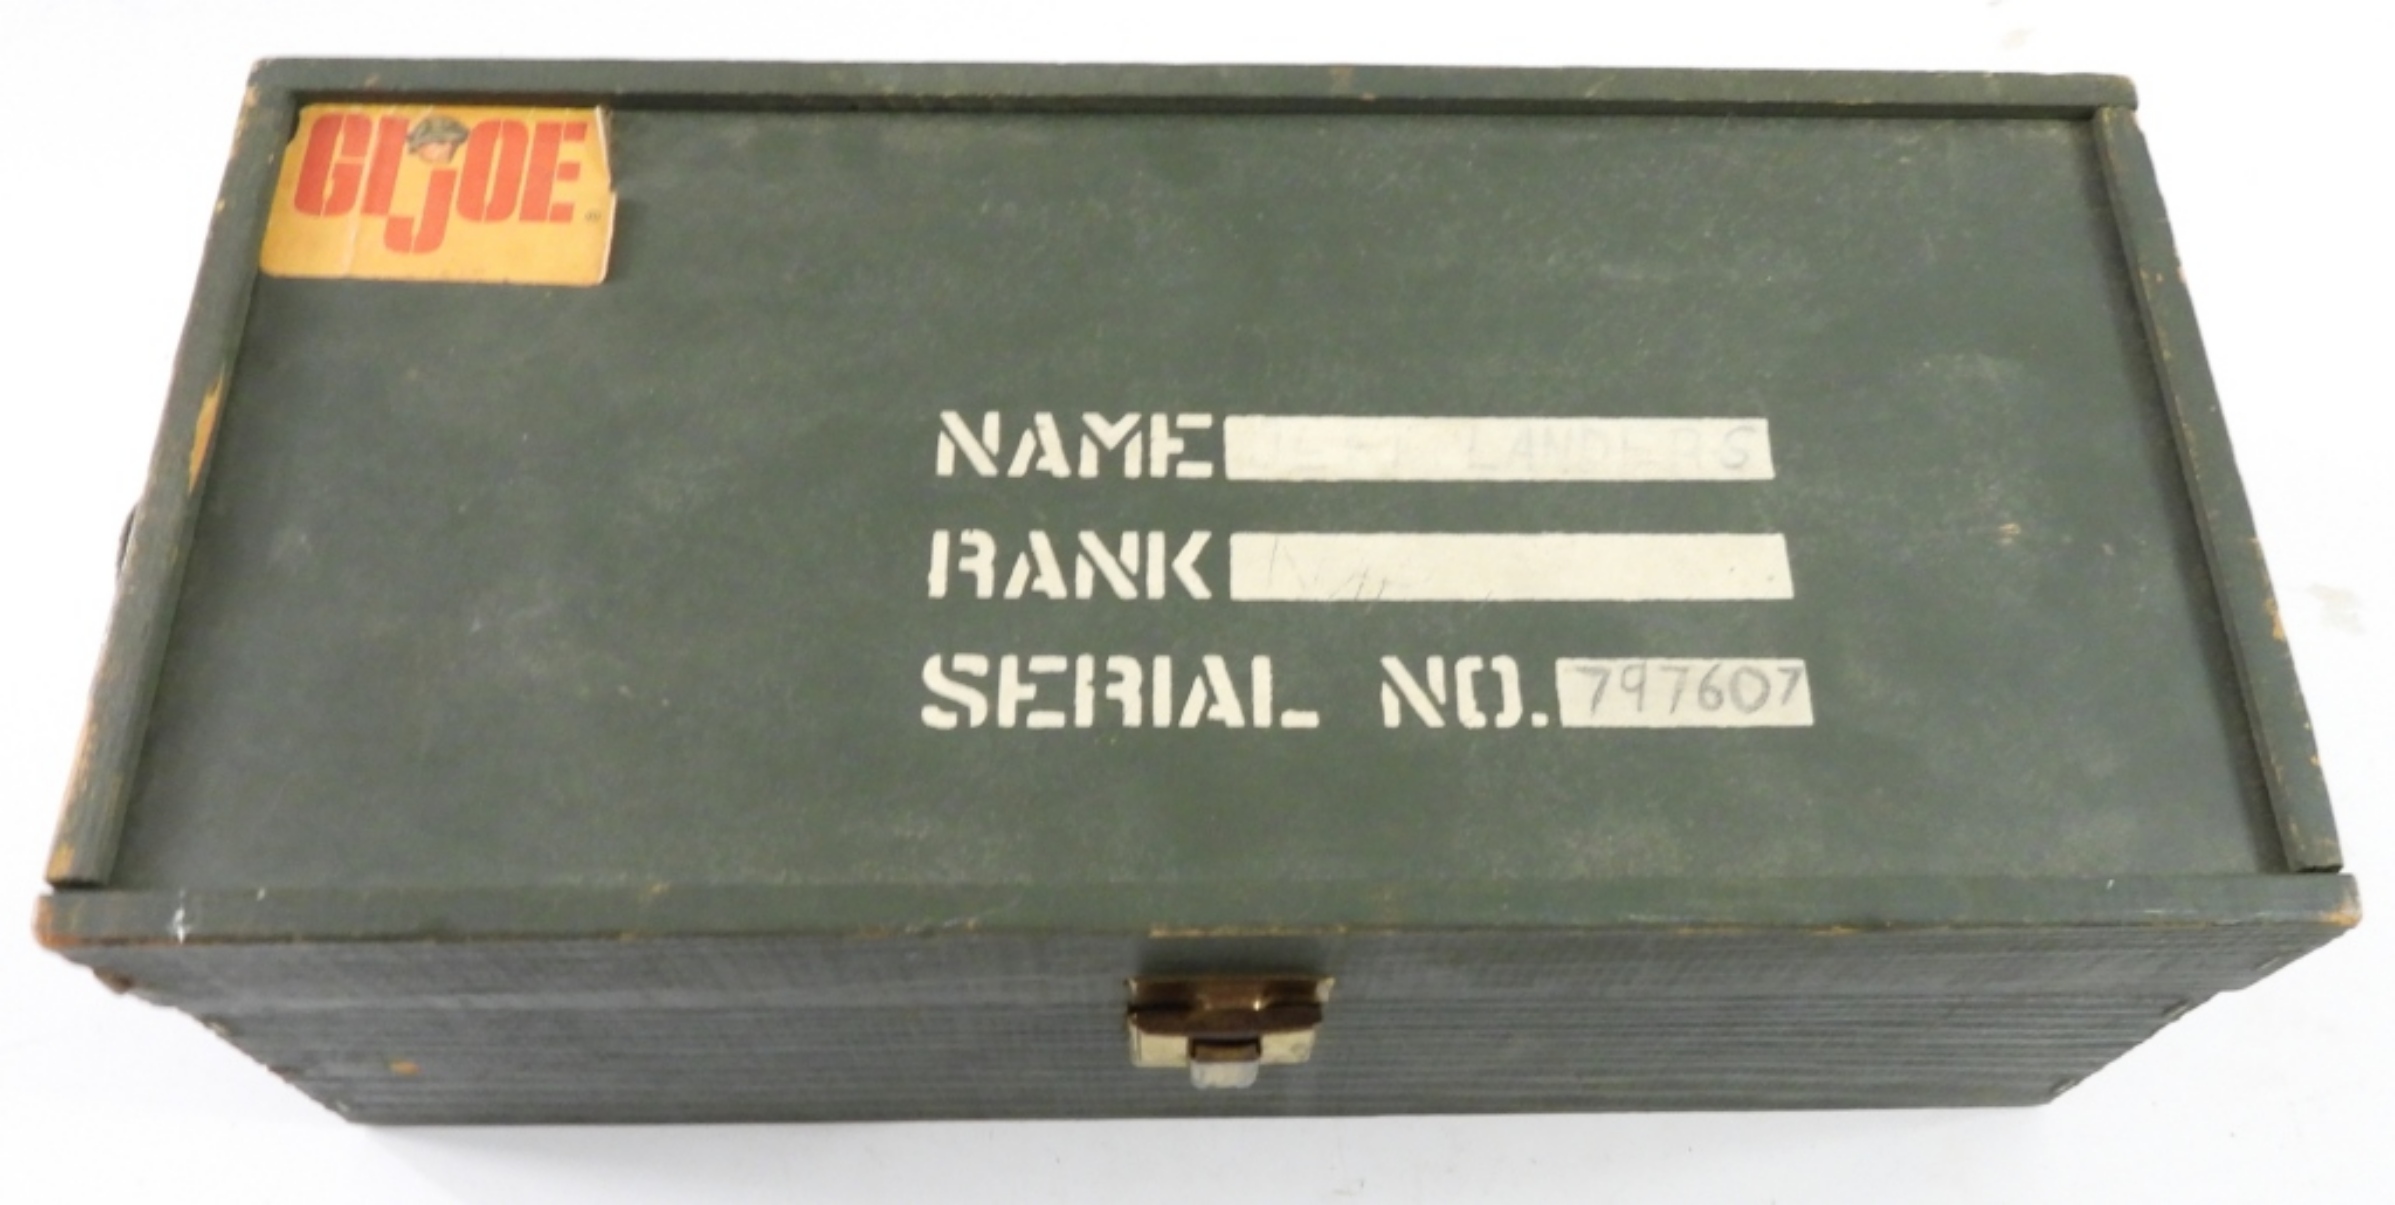 GI JOE
NAME LANDERS
RANK
SERIAL NO. 797607